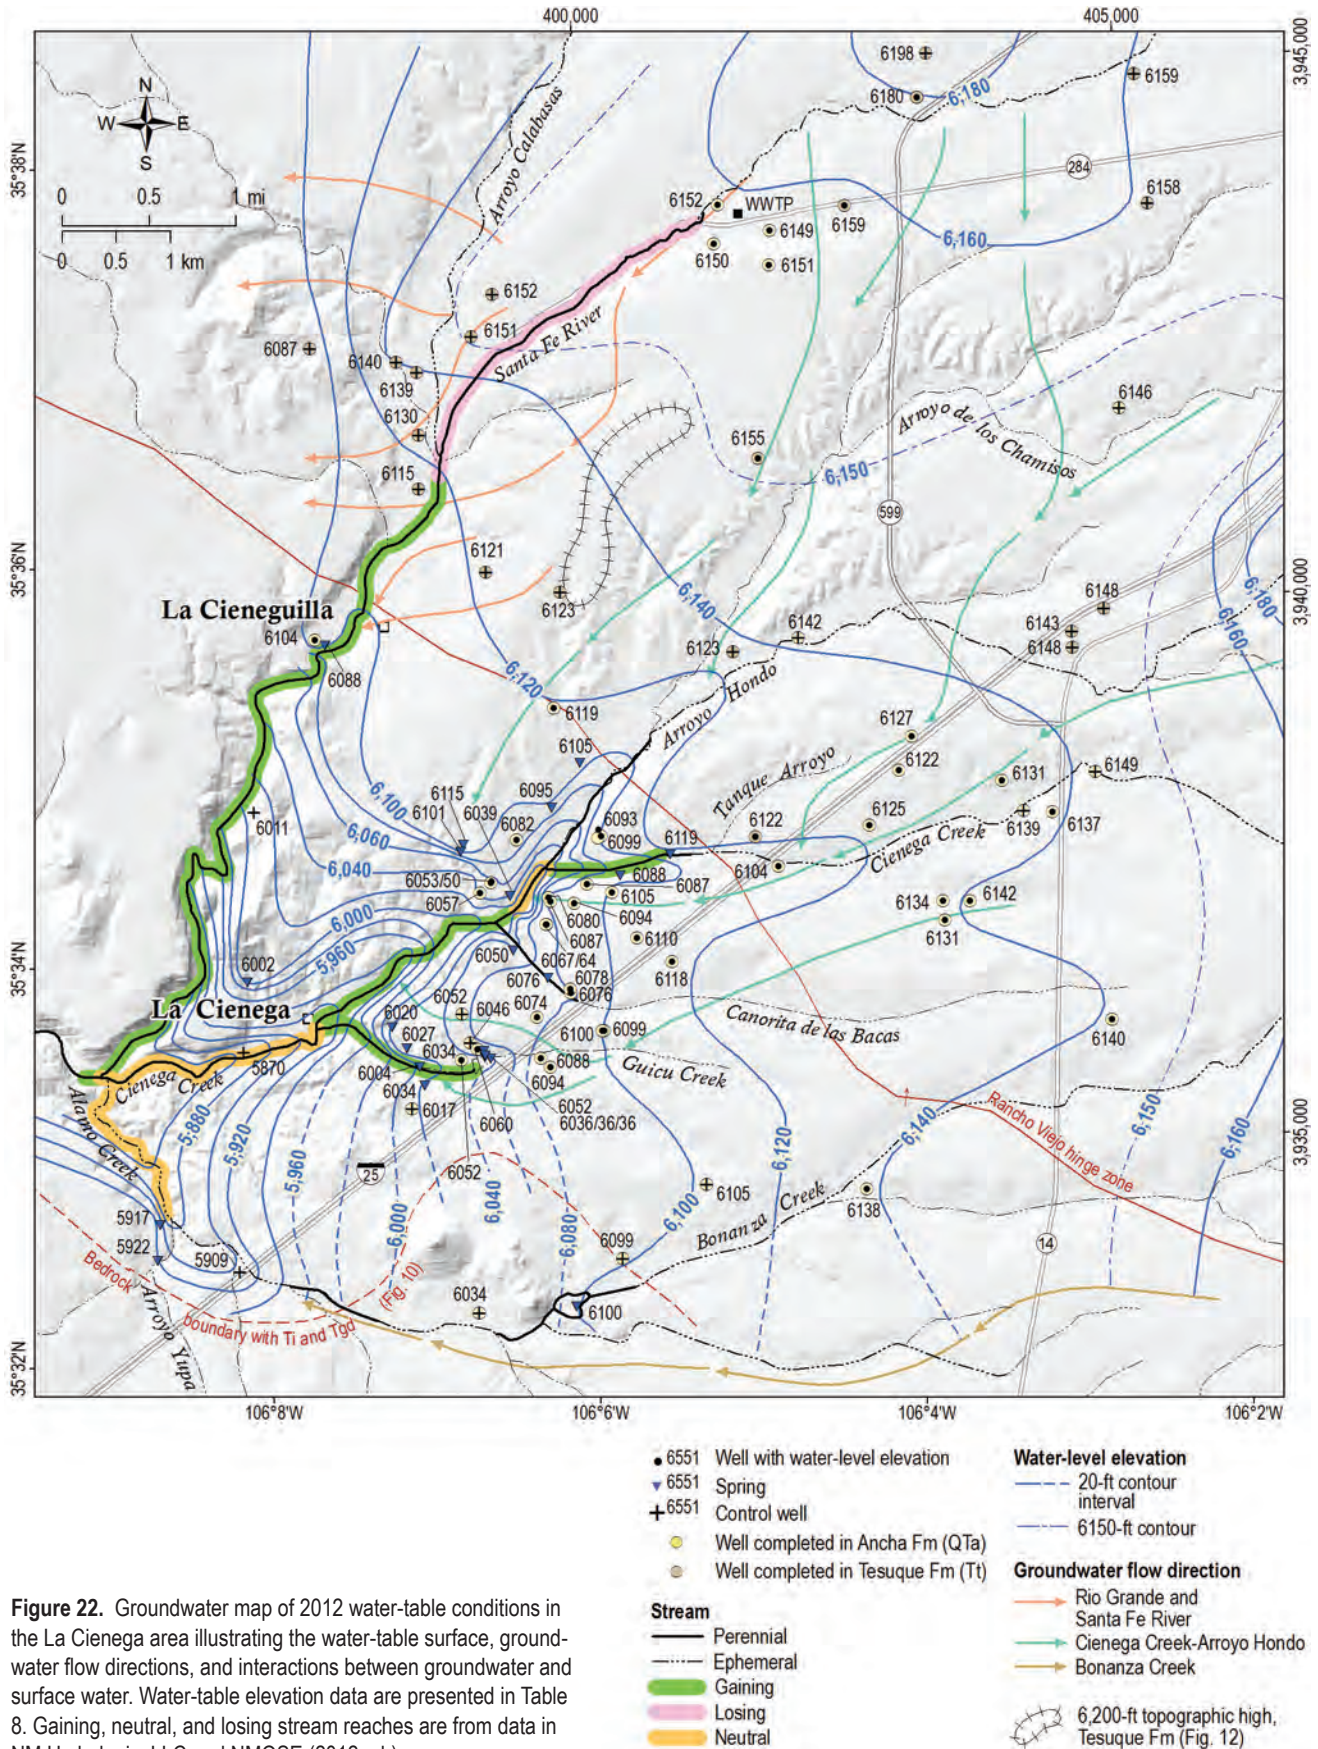 400,000
405,000
3,945,000
3,940,000
3,935,000
35°38'N
35°36'N
35°34'N
35°32'N
106°8'W
106°6'W
106°4'W
106°2'W
N
W E
S
0 0.5 1 mi
0 0.5 1 km
Arroyo Calabasas
6198
6159
6180
6,180
284
6152
WWTP
6158
6149
6159
6150
6151
6,160
6152
6151
Santa Fe River
6087
6140
6139
6130
6146
Arroyo de los Chamisos
6155
6,150
6115
599
6121
6123
La Cieneguilla
6104
6088
6,140
6142
6123
6148
6143
6148
6,180
6,160
6,120
6119
Arroyo Hondo
6105
6127
Tanque Arroyo
6122
6131
6149
6115
6101
6039
6095
6,100
6082
6093
6099
6119
6122
6125
6139
6137
6011
6,060
Cienega Creek
6,040
6053/50
6088
6087
6104
6057
6105
6134
6142
6094
6080
6131
6,000
6087
6110
5,960
6050
6067/64
6002
6118
6076
6078
6076
La Cienega
6052
6046
6074
Canorita de las Bacas
6020
6100
6099
6140
6027
6034
6088
5870
Guicu Creek
6004
6094
Cienega Creek
6034
6017
6052
6036/36/36
6060
Alamo Creek
5,880
5,920
6052
Rancho Viejo hinge zone
6,140
6,150
6,160
6,120
5,960
25
6,040
6,000
6105
6,100
6138
Bonanza Creek
5917
6,080
6099
5922
5909
14
Bedrock
boundary with Ti and Tgd
(Fig. 10)
6034
6100
Arroyo Yupa
6551 Well with water-level elevation
6551 Spring
6551 Control well
Well completed in Ancha Fm (QTa)
Well completed in Tesuque Fm (Tt)
Stream
Perennial
Ephemeral
Gaining
Losing
Neutral
Water-level elevation
20-ft contour
interval
6150-ft contour
Groundwater flow direction
Rio Grande and
Santa Fe River
Cienega Creek-Arroyo Hondo
Bonanza Creek
6,200-ft topographic high,
Tesuque Fm (Fig. 12)
Figure 22. Groundwater map of 2012 water-table conditions in
the La Cienega area illustrating the water-table surface, ground-
water flow directions, and interactions between groundwater and
surface water. Water-table elevation data are presented in Table
8. Gaining, neutral, and losing stream reaches are from data in